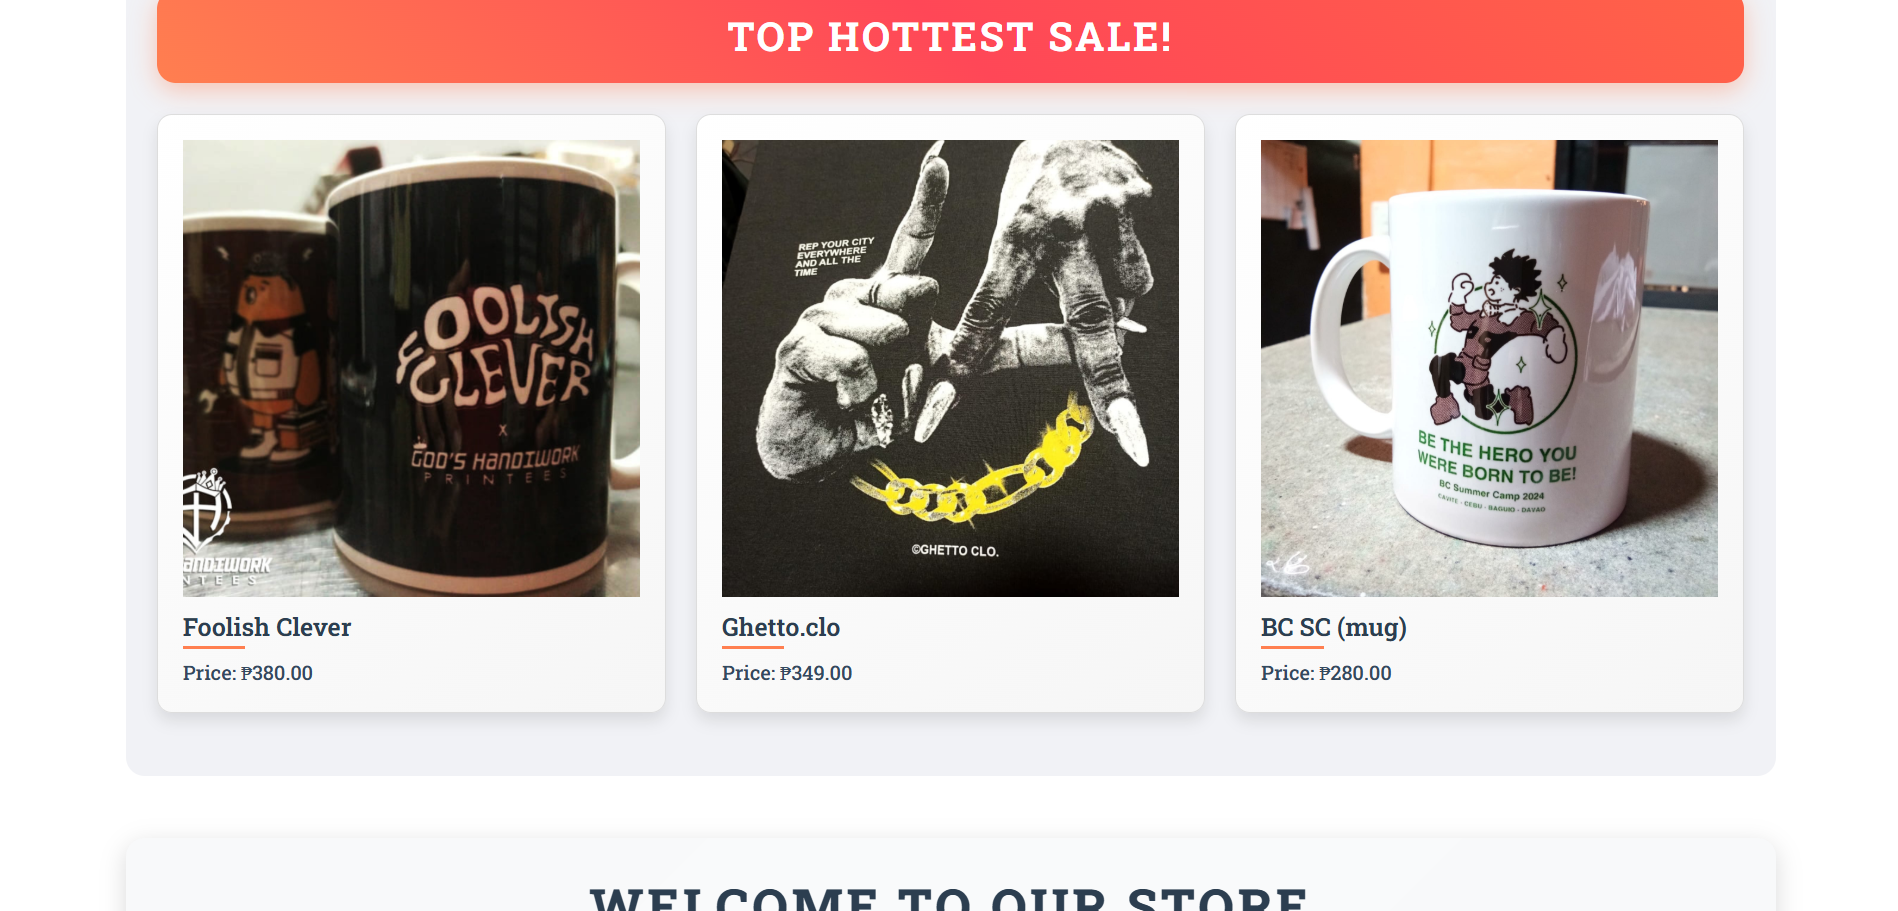 TOP HOTTEST SALE!
FOOLISH
CLEVER
X
GOD'S HANDIWORK
PRINTEES
HANDIWORK
NTEES
Foolish Clever
Price: ₱380.00
REP YOUR CITY
EVERYWHERE
AND ALL THE
TIME
©GHETTO CLO.
Ghetto.clo
Price: ₱349.00
BE THE HERO YOU
WERE BORN TO BE!
BC Summer Camp 2024
CAVITE - CEBU - BAGUIO - DAVAO
BC SC (mug)
Price: ₱280.00
WELCOME TO OUR STORE